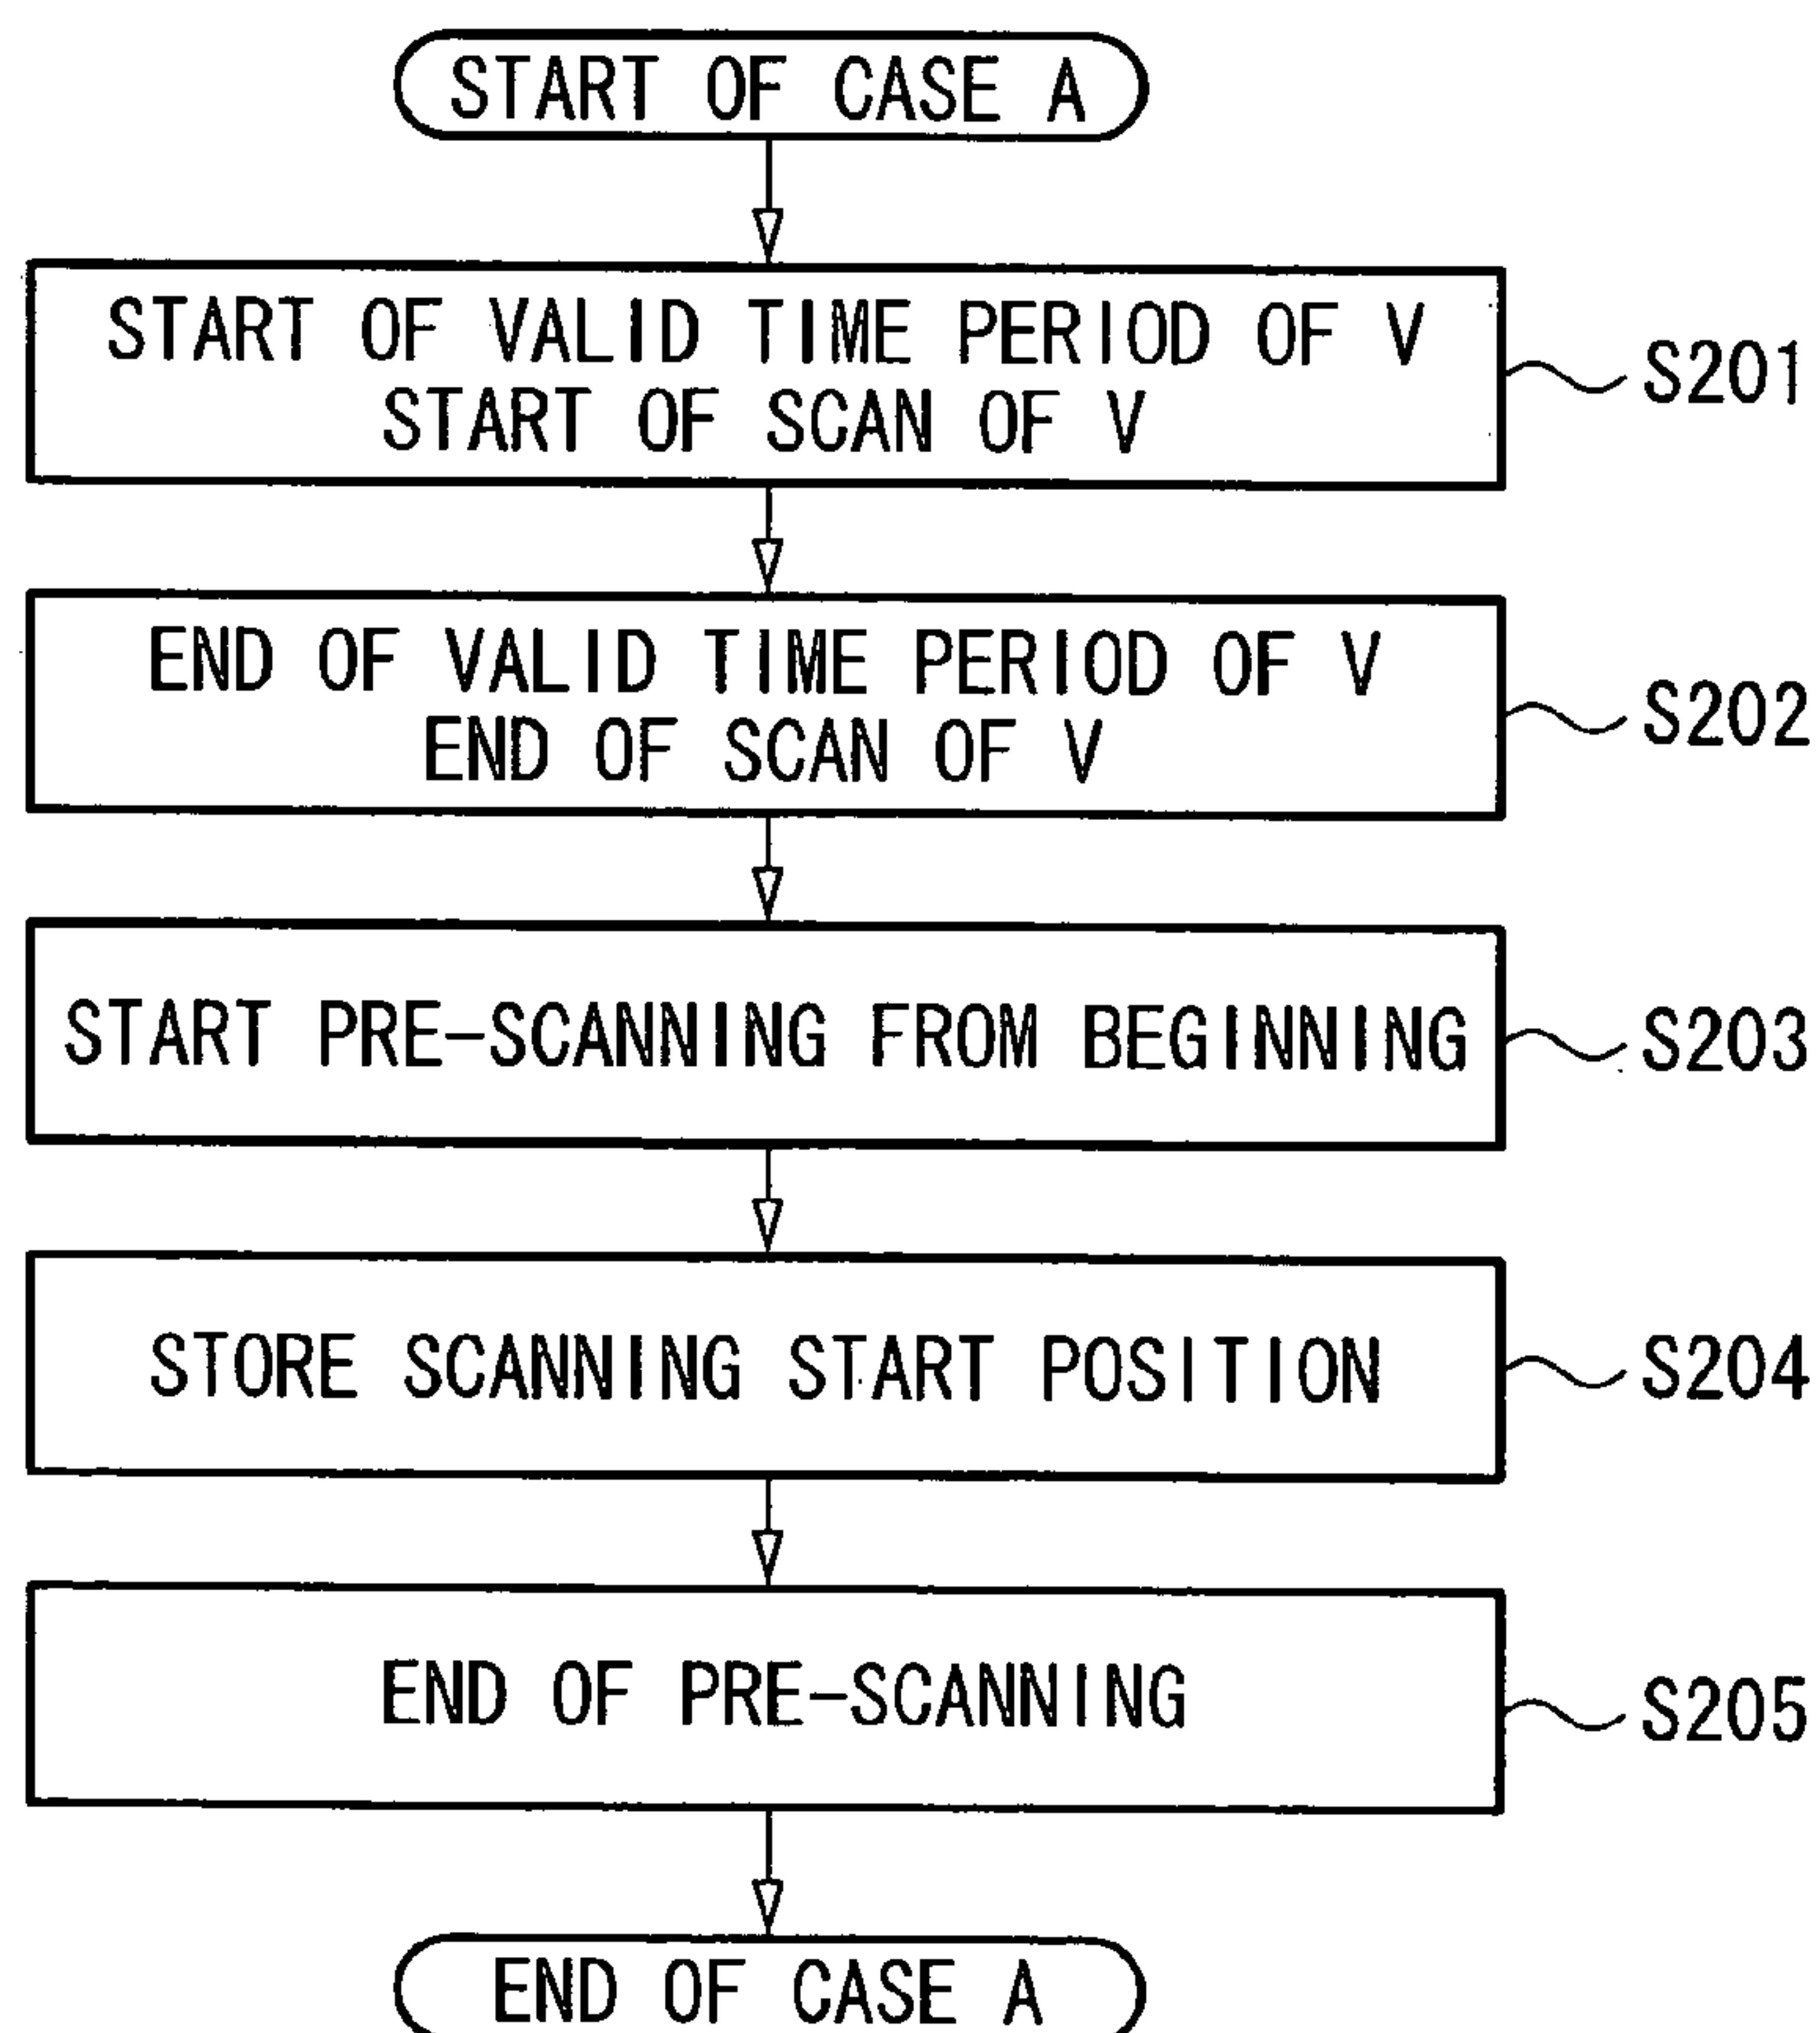 START OF CASE A
START OF VALID TIME PERIOD OF V
START OF SCAN OF V
S201
END OF VALID TIME PERIOD OF V
END OF SCAN OF V
S202
START PRE-SCANNING FROM BEGINNING
S203
STORE SCANNING START POSITION
S204
END OF PRE-SCANNING
S205
END OF CASE A